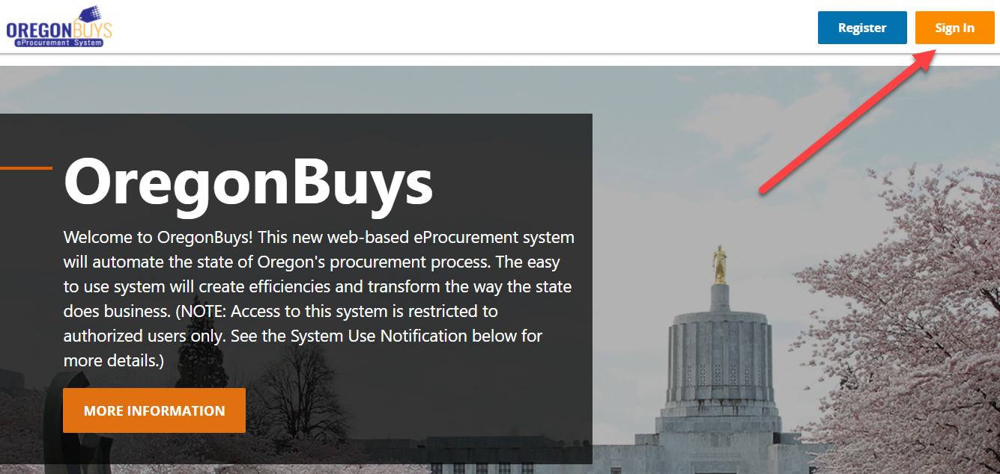 OREGONBUYS
eProcurement System
Register
Sign In
OregonBuys
Welcome to OregonBuys! This new web-based eProcurement system
will automate the state of Oregon's procurement process. The easy
to use system will create efficiencies and transform the way the state
does business. (NOTE: Access to this system is restricted to
authorized users only. See the System Use Notification below for
more details.)
MORE INFORMATION